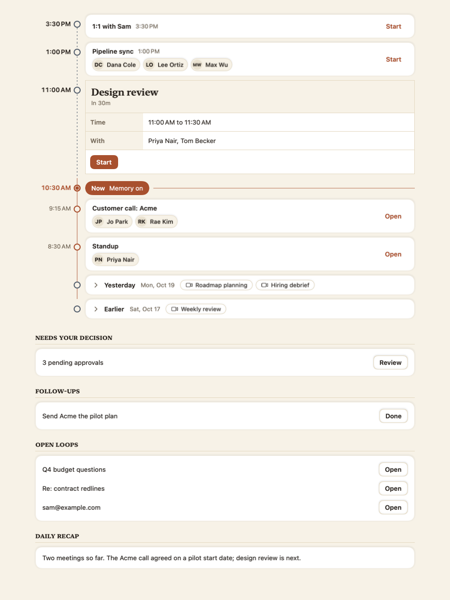 3:30 PM
1:1 with Sam 3:30 PM
Start
1:00 PM
Pipeline sync 1:00 PM
DC Dana Cole LO Lee Ortiz MW Max Wu
Start
11:00 AM
Design review
In 30m
Time 11:00 AM to 11:30 AM
With Priya Nair, Tom Becker
Start
10:30 AM
Now Memory on
9:15 AM
Customer call: Acme
JP Jo Park RK Rae Kim
Open
8:30 AM
Standup
PN Priya Nair
Open
Yesterday Mon, Oct 19 Roadmap planning Hiring debrief
Earlier Sat, Oct 17 Weekly review
NEEDS YOUR DECISION
3 pending approvals Review
FOLLOW-UPS
Send Acme the pilot plan Done
OPEN LOOPS
Q4 budget questions Open
Re: contract redlines Open
sam@example.com Open
DAILY RECAP
Two meetings so far. The Acme call agreed on a pilot start date; design review is next.